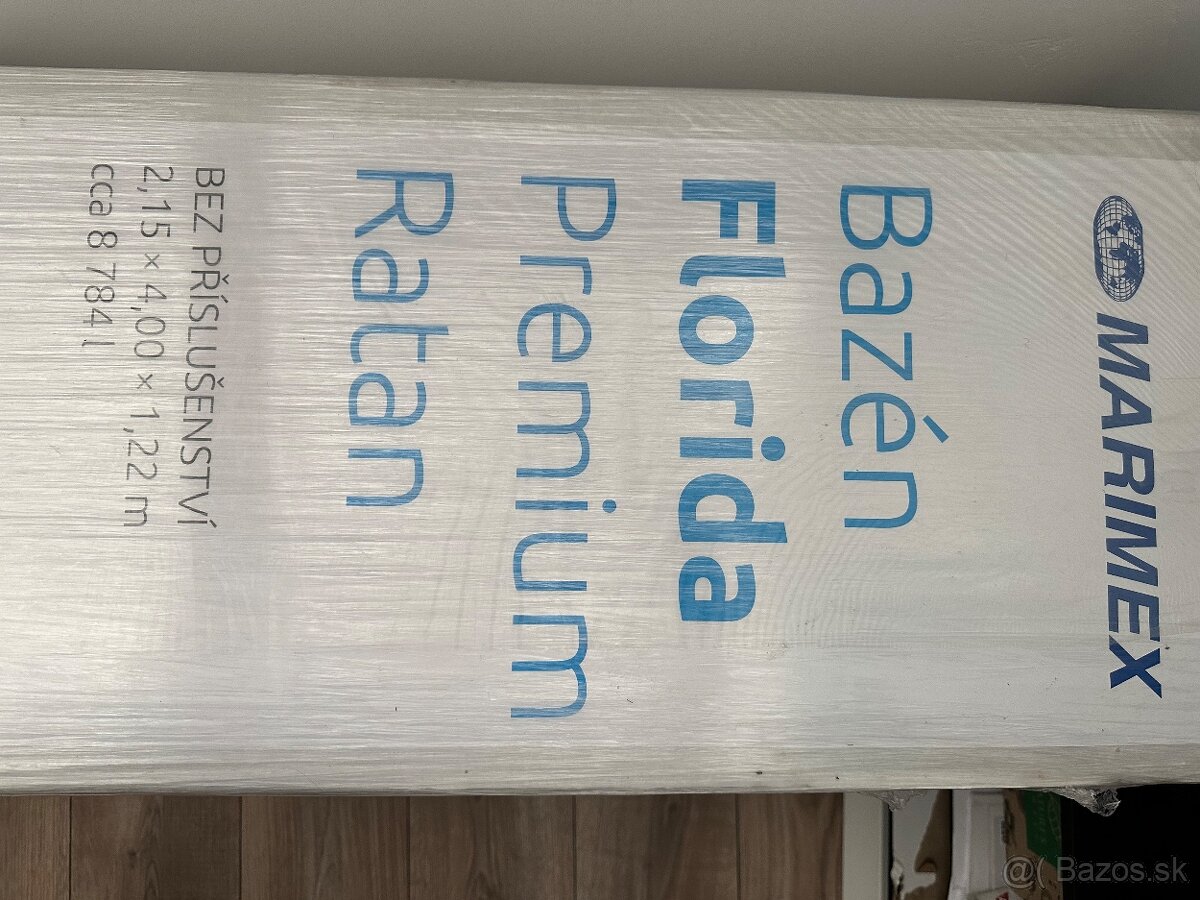 MARIMEX
Bazén
Florida
Premium
Ratan
BEZ PŘÍSLUŠENSTVÍ
2,15 × 4,00 × 1,22 m
cca 8 784 l
@( Bazos.sk